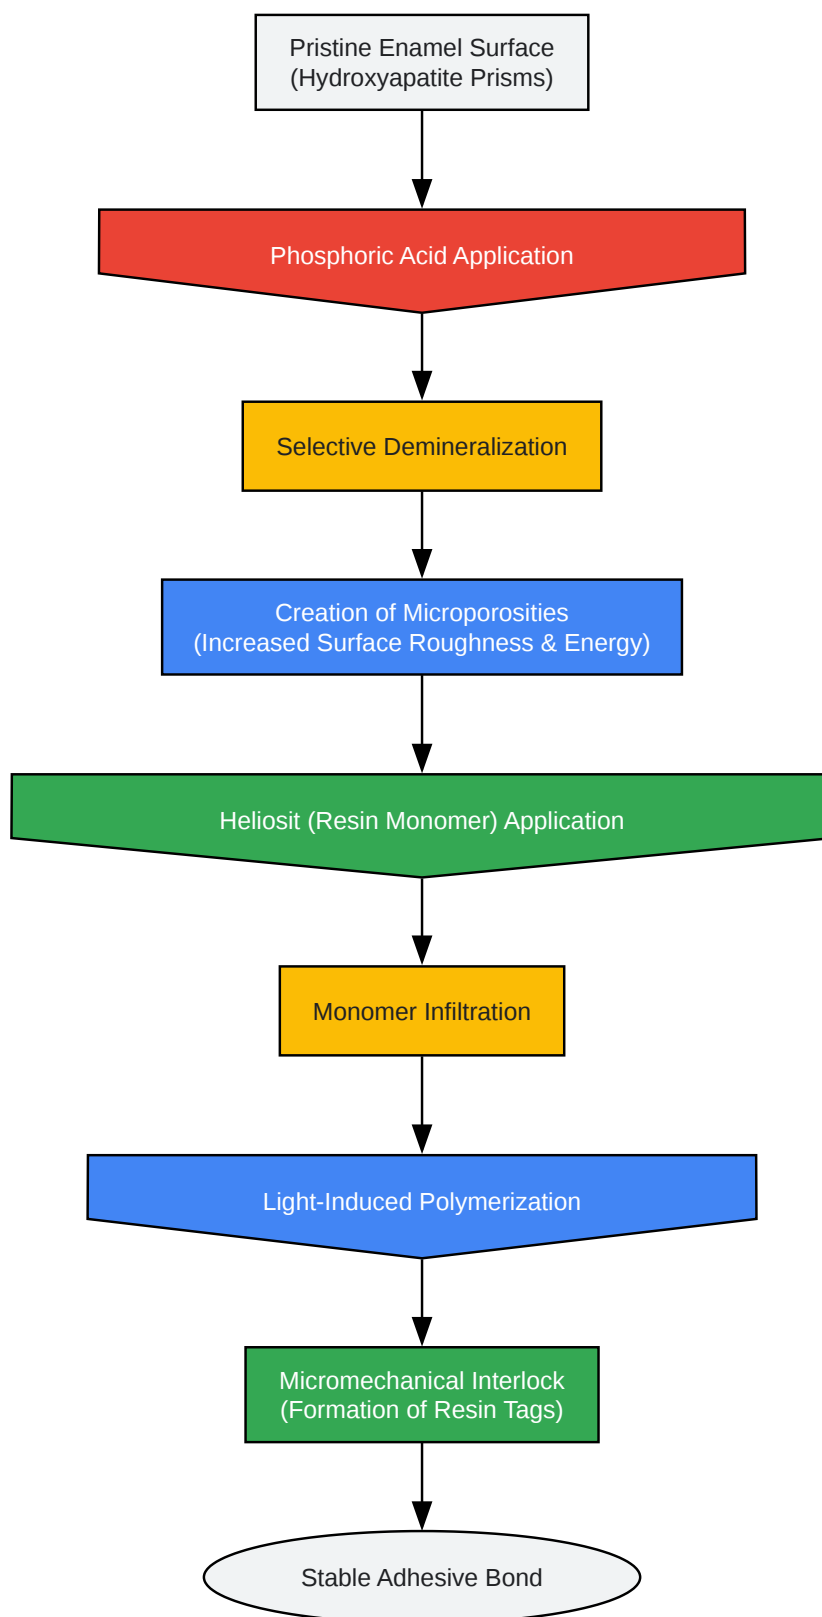 Pristine Enamel Surface
(Hydroxyapatite Prisms)
Phosphoric Acid Application
Selective Demineralization
Creation of Microporosities
(Increased Surface Roughness & Energy)
Heliosit (Resin Monomer) Application
Monomer Infiltration
Light-Induced Polymerization
Micromechanical Interlock
(Formation of Resin Tags)
Stable Adhesive Bond